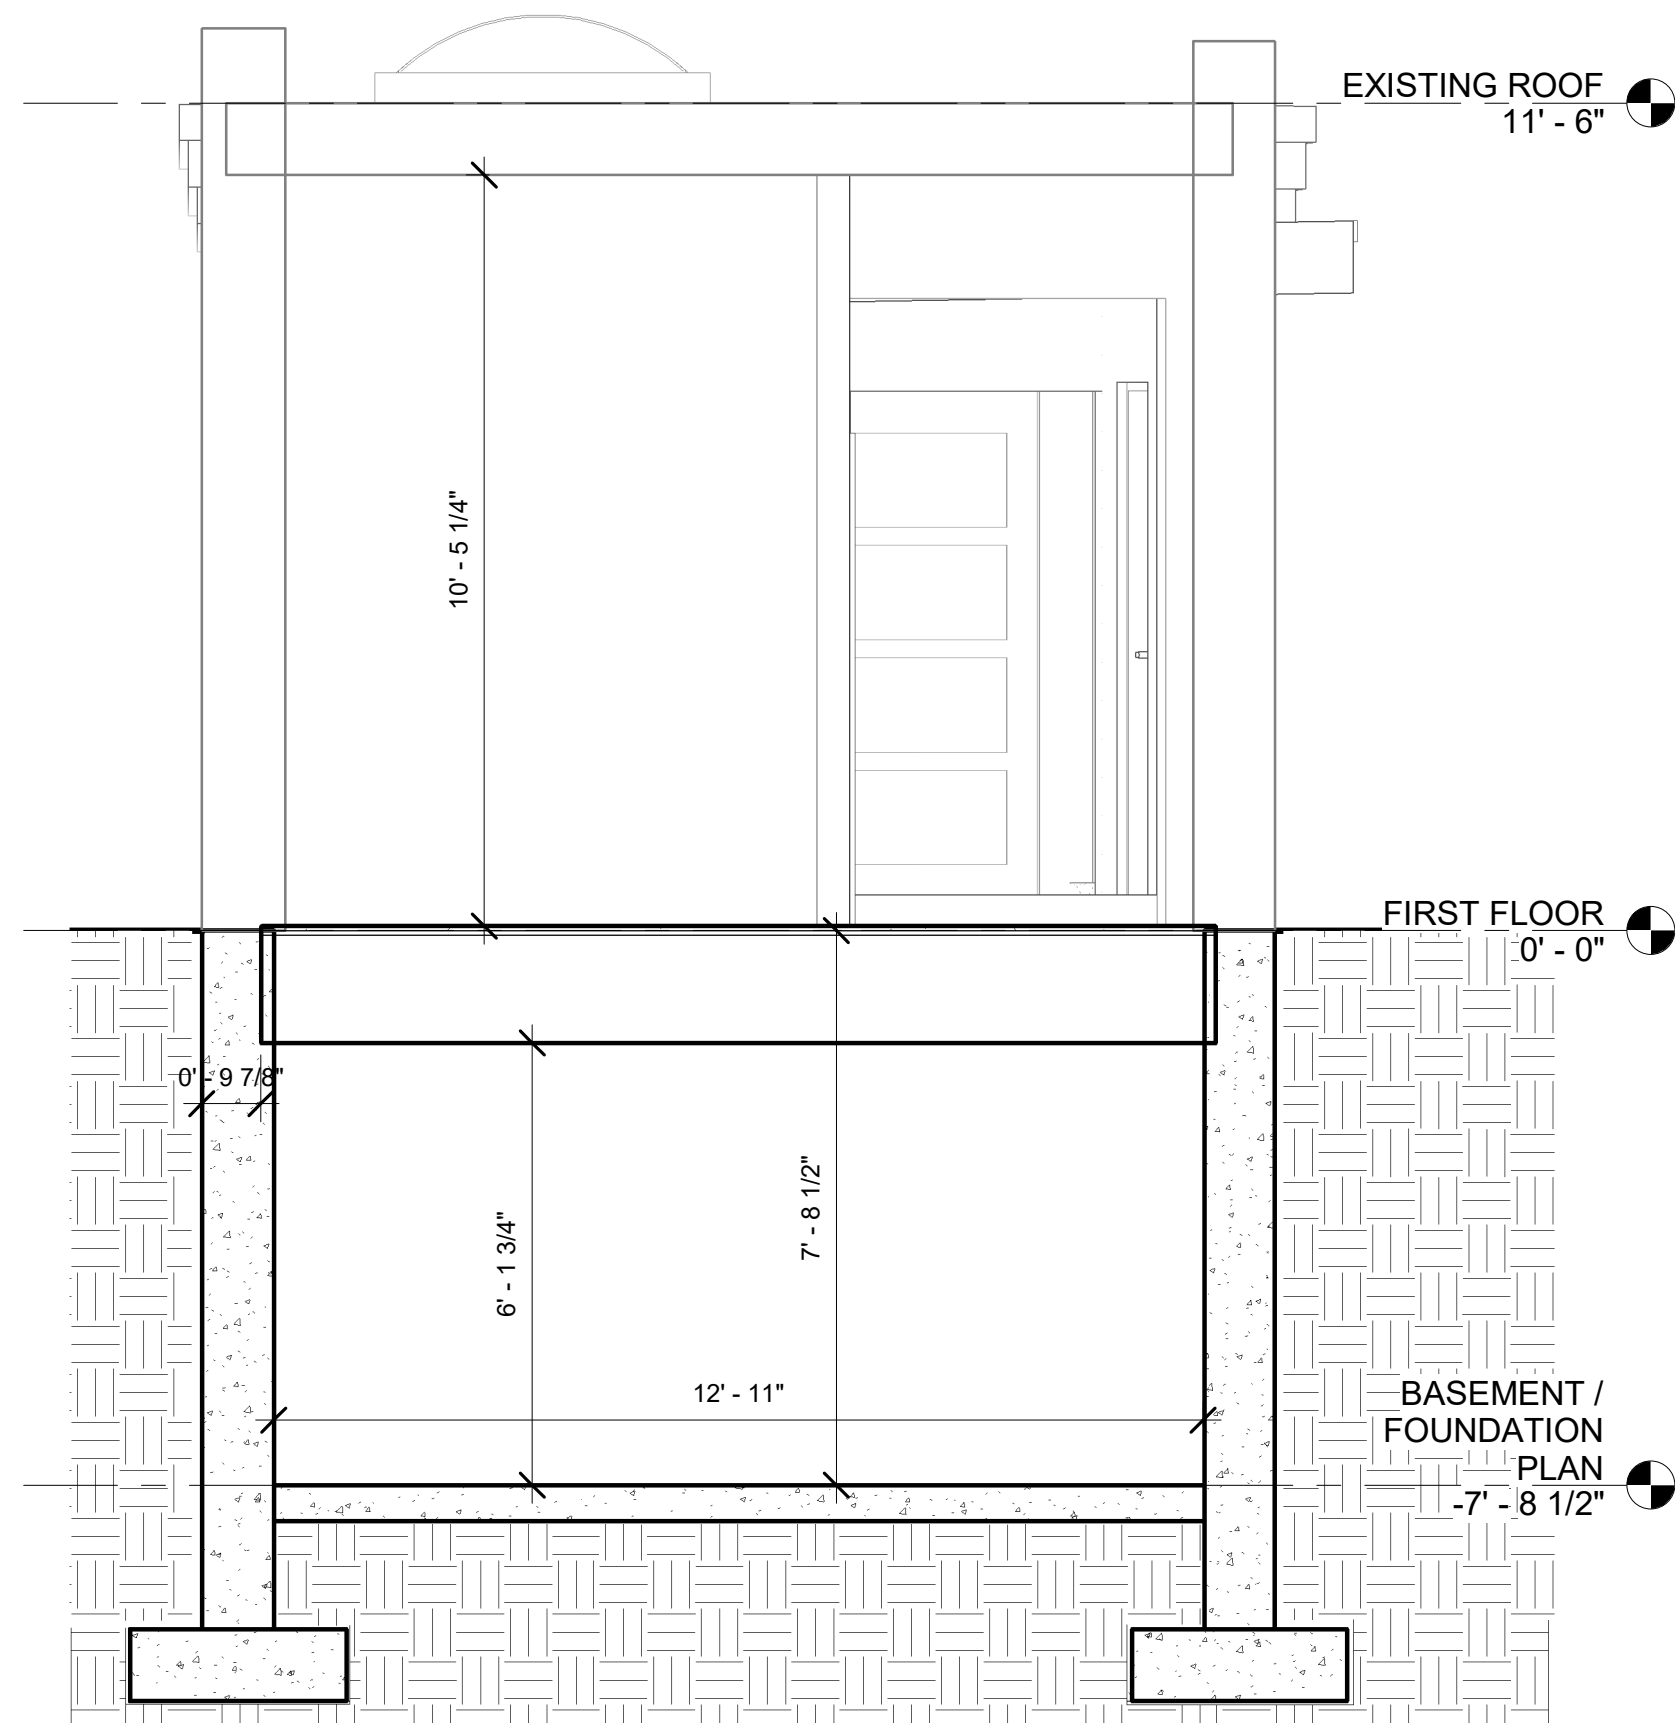 EXISTING ROOF
11' - 6"
10' - 5 1/4"
FIRST FLOOR
0' - 0"
0' - 9 7/8"
6' - 1 3/4"
7' - 8 1/2"
12' - 11"
BASEMENT /
FOUNDATION
PLAN
-7' - 8 1/2"